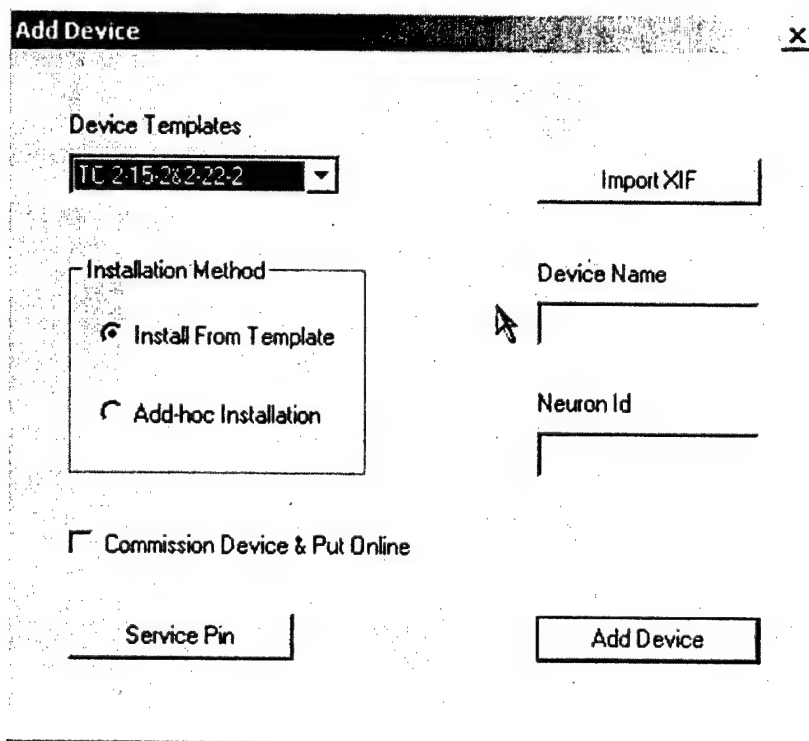 Add Device
x
Device Templates
TC 2-15-2&2-22-2
Import XIF
Installation Method
Device Name
Install From Template
Add-hoc Installation
Neuron Id
Commission Device & Put Online
Service Pin
Add Device